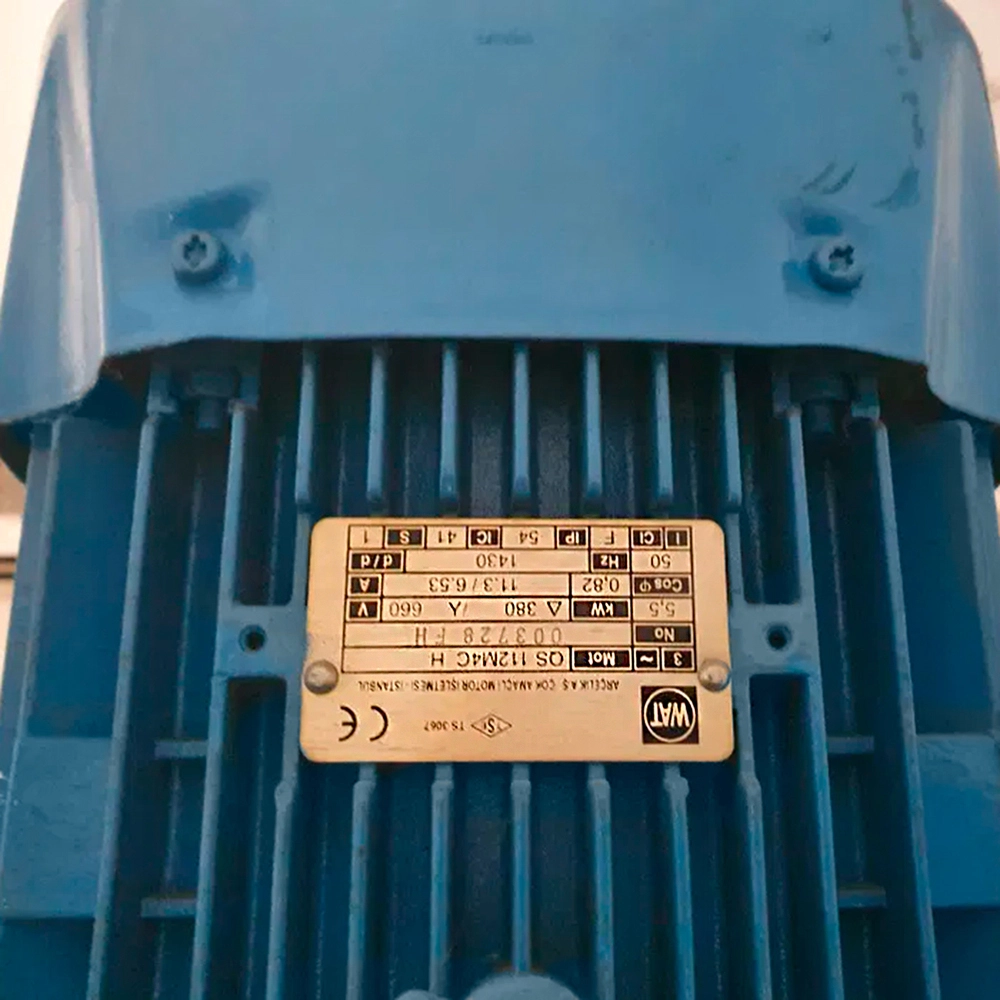 WAT
TS TS 3067 CE
ARÇELİK A.Ş. ÇOK AMAÇLI MOTOR İŞLETMESİ - İSTANBUL
3 ~ Mot QS 112M4C H
No 003728 FH
5,5 kW Δ 380 /Y 660 V
Cos φ 0,82 11.3 / 6.53 A
50 Hz 1430 d/d
I Cl F IP 54 IC 41 S 1